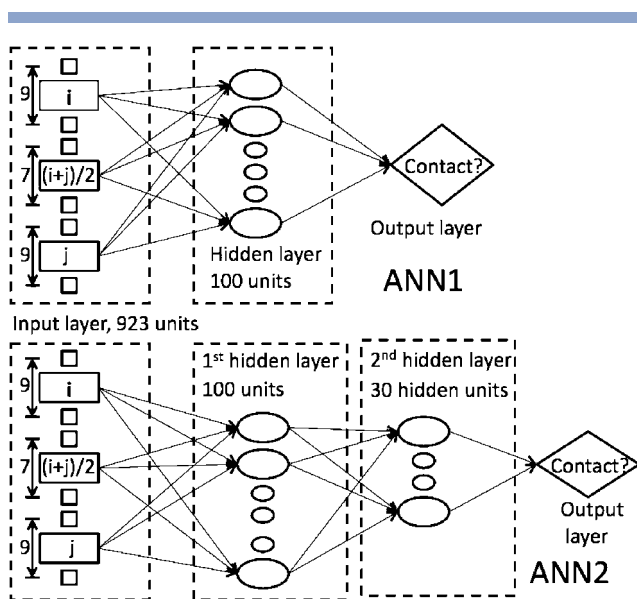 9
i
7
(i+j)/2
9
j
Hidden layer
100 units
Contact?
Output layer
ANN1
Input layer, 923 units
9
i
7
(i+j)/2
9
j
1st hidden layer
100 units
2nd hidden layer
30 hidden units
Contact?
Output
layer
ANN2